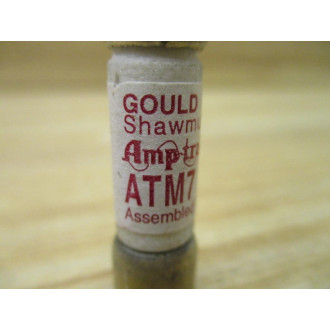 GOULD
Shawmu
Amp-tra
ATM7
Assembled